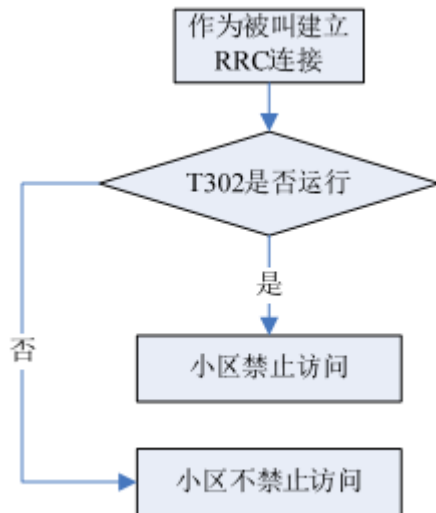 作为被叫建立
RRC连接
T302是否运行
是
否
小区禁止访问
小区不禁止访问